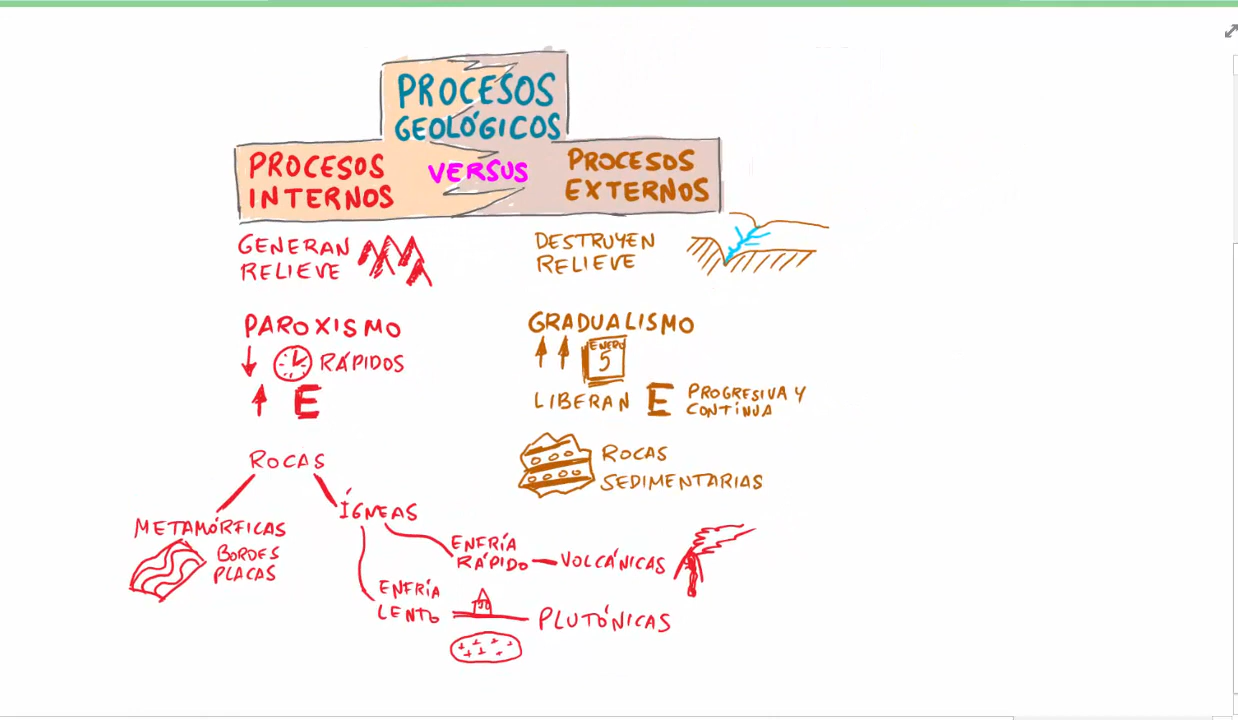 PROCESOS
GEOLÓGICOS
PROCESOS
INTERNOS
VERSUS
PROCESOS
EXTERNOS
GENERAN
RELIEVE
PAROXISMO
RÁPIDOS
E
ROCAS
METAMÓRFICAS
BORDES
PLACAS
ÍGNEAS
ENFRÍA
RÁPIDO
VOLCÁNICAS
ENFRÍA
LENTO
PLUTÓNICAS
DESTRUYEN
RELIEVE
GRADUALISMO
ENERO
5
LIBERAN E PROGRESIVA Y
CONTÍNUA
ROCAS
SEDIMENTARIAS